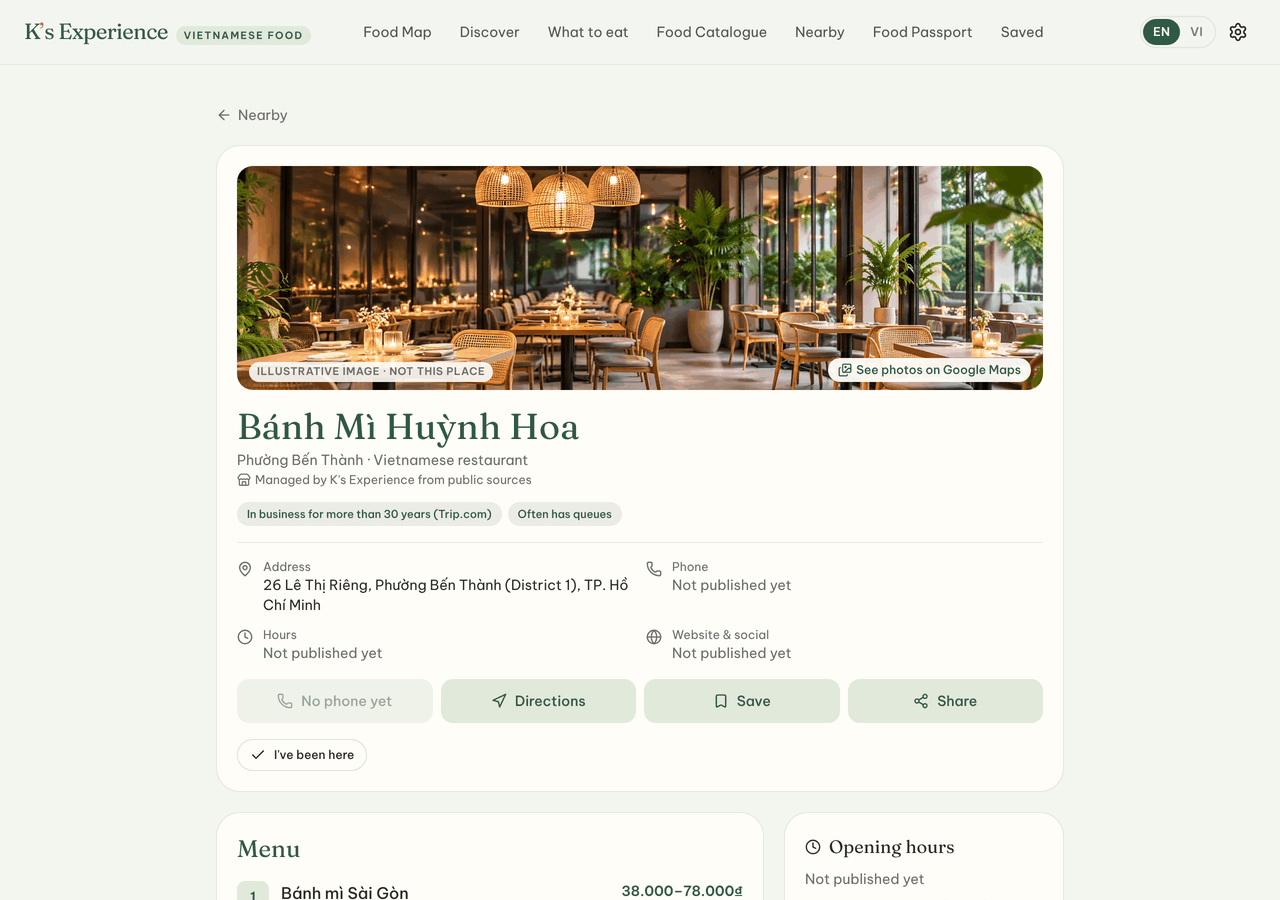 K's Experience VIETNAMESE FOOD
Food Map Discover What to eat Food Catalogue Nearby Food Passport Saved
EN VI
Nearby
ILLUSTRATIVE IMAGE · NOT THIS PLACE
See photos on Google Maps
Bánh Mì Huỳnh Hoa
Phường Bến Thành · Vietnamese restaurant
Managed by K's Experience from public sources
In business for more than 30 years (Trip.com) Often has queues
Address
26 Lê Thị Riêng, Phường Bến Thành (District 1), TP. Hồ
Chí Minh
Phone
Not published yet
Hours
Not published yet
Website & social
Not published yet
No phone yet Directions Save Share
I've been here
Menu
1 Bánh mì Sài Gòn 38.000–78.000₫
Opening hours
Not published yet